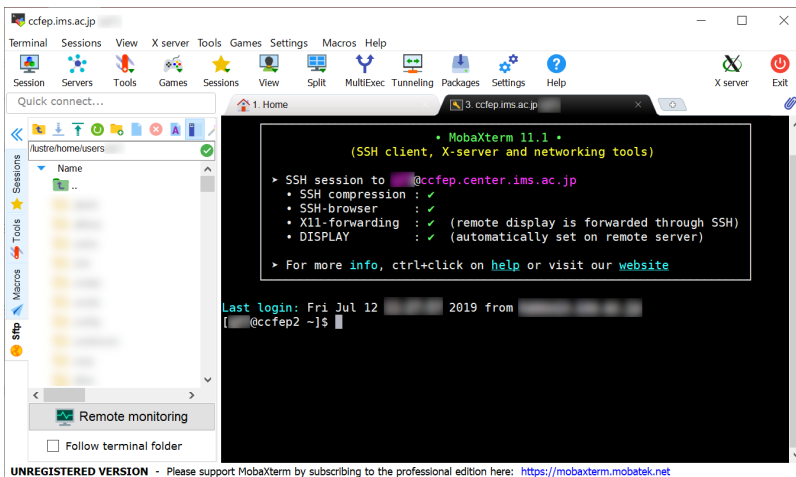 ccfep.ims.ac.jp
Terminal Sessions View X server Tools Games Settings Macros Help
Session Servers Tools Games Sessions View Split MultiExec Tunneling Packages Settings Help X server Exit
Quick connect...
1. Home
3. ccfep.ims.ac.jp
/lustre/home/users
Name
..
Sessions
Tools
Macros
Sftp
• MobaXterm 11.1 •
(SSH client, X-server and networking tools)
➤ SSH session to @ccfep.center.ims.ac.jp
• SSH compression : ✔
• SSH-browser : ✔
• X11-forwarding : ✔ (remote display is forwarded through SSH)
• DISPLAY : ✔ (automatically set on remote server)
➤ For more info, ctrl+click on help or visit our website
Last login: Fri Jul 12 2019 from
[ @ccfep2 ~]$
Remote monitoring
Follow terminal folder
UNREGISTERED VERSION - Please support MobaXterm by subscribing to the professional edition here: https://mobaxterm.mobatek.net